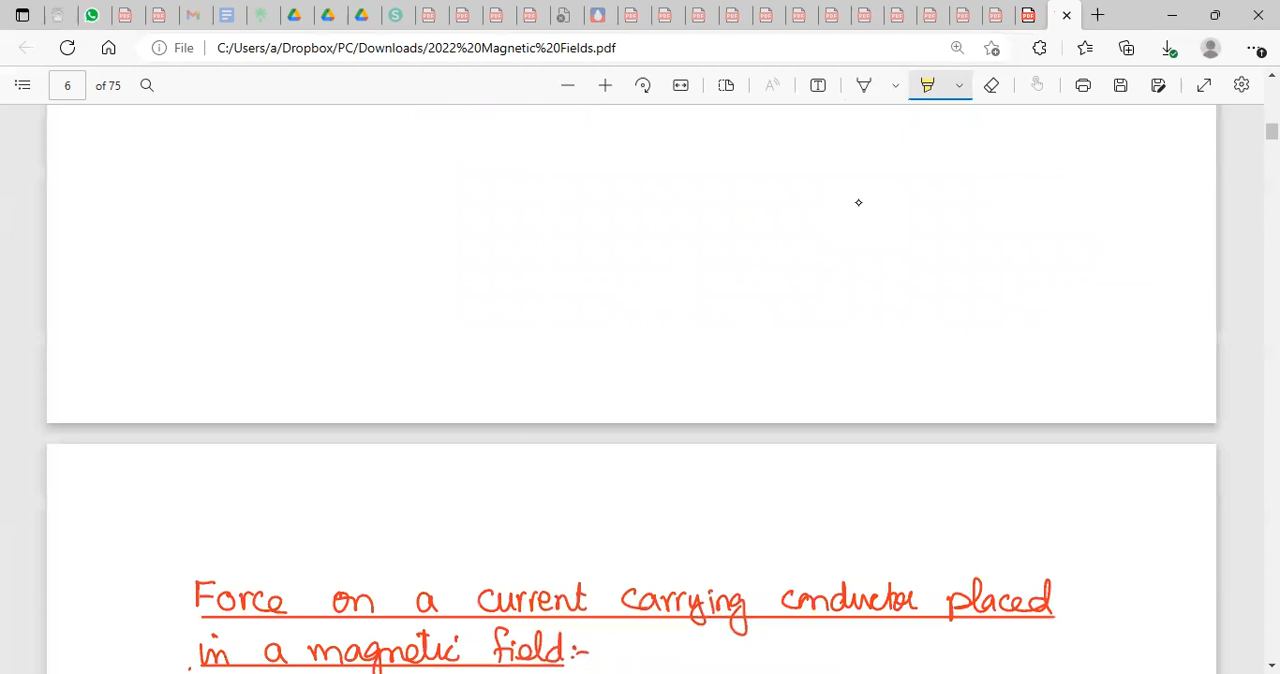 File C:/Users/a/Dropbox/PC/Downloads/2022%20Magnetic%20Fields.pdf
6 of 75
Force on a current carrying conductor placed
in a magnetic field:-